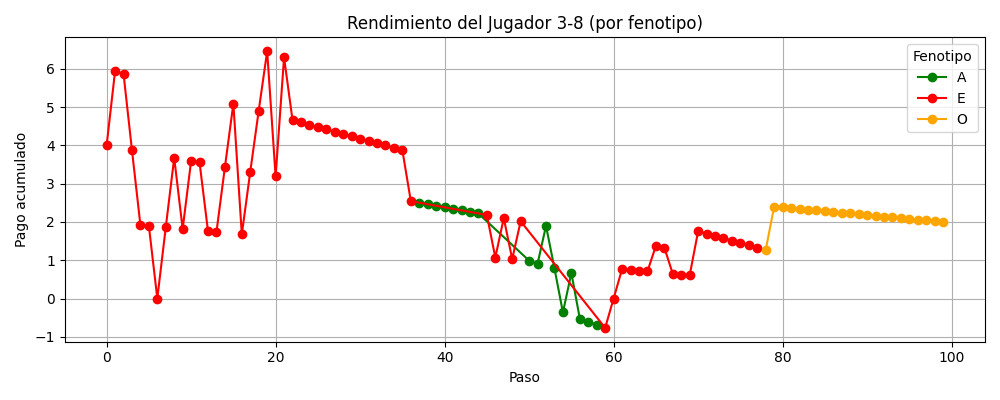 Rendimiento del Jugador 3-8 (por fenotipo)
Pago acumulado
6
5
4
3
2
1
0
−1
Fenotipo
A
E
O
0 20 40 60 80 100
Paso